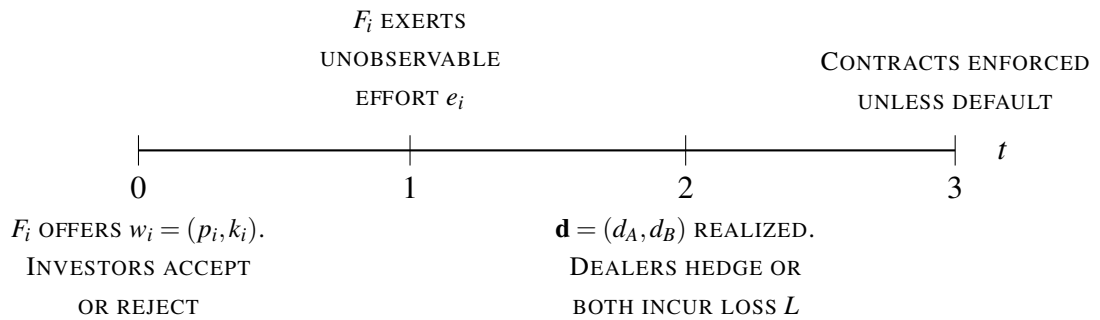 F_i EXERTS
UNOBSERVABLE
EFFORT e_i
CONTRACTS ENFORCED
UNLESS DEFAULT
t
0 1 2 3
F_i OFFERS w_i = (p_i, k_i).
INVESTORS ACCEPT
OR REJECT
d = (d_A, d_B) REALIZED.
DEALERS HEDGE OR
BOTH INCUR LOSS L